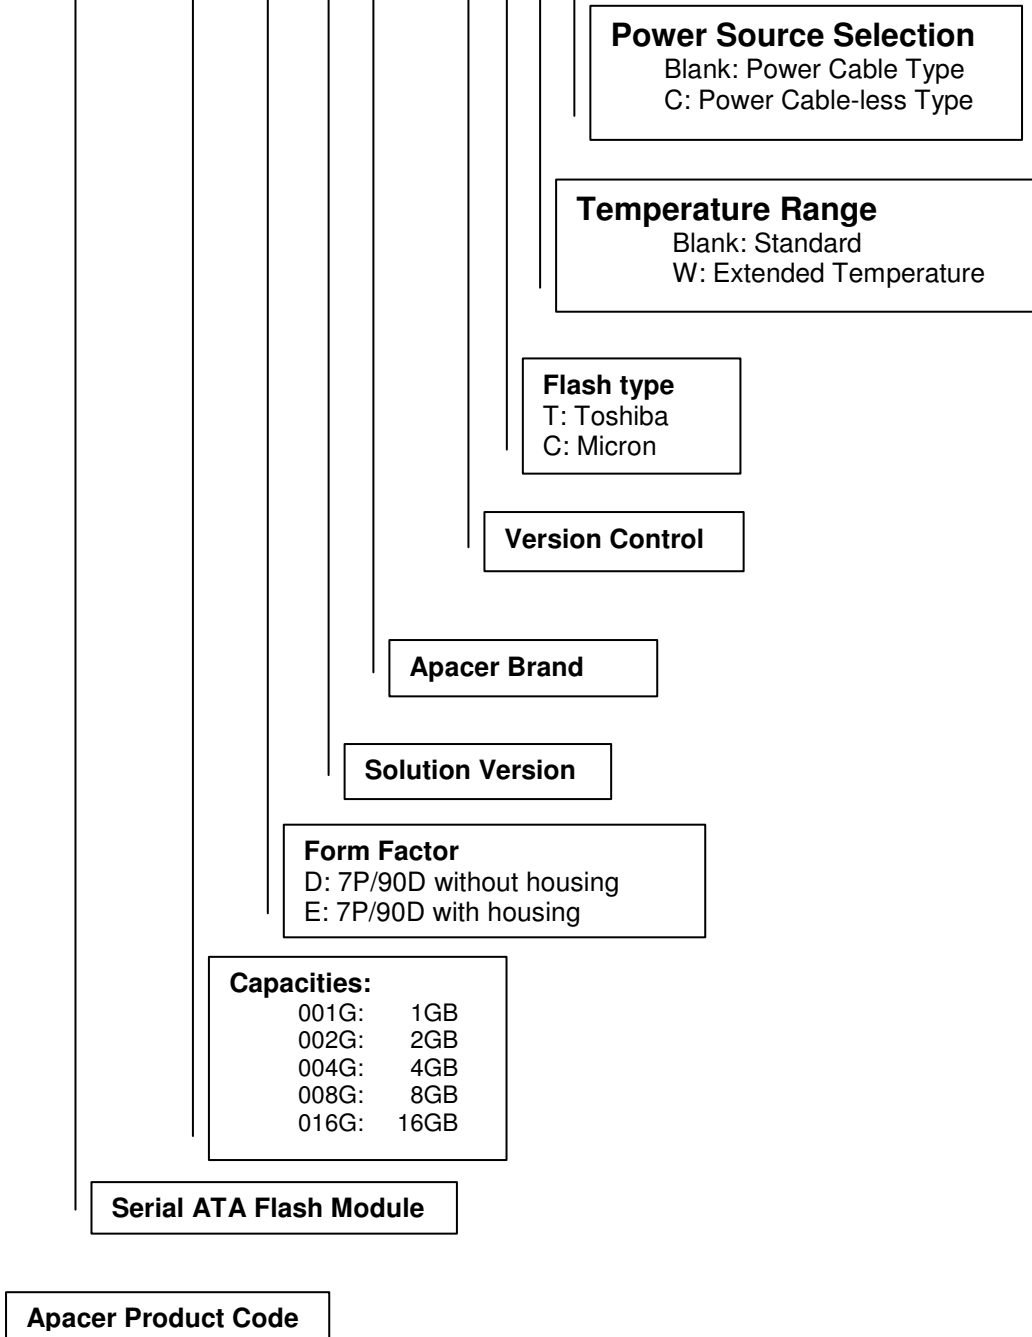 Power Source Selection
Blank: Power Cable Type
C: Power Cable-less Type
Temperature Range
Blank: Standard
W: Extended Temperature
Flash type
T: Toshiba
C: Micron
Version Control
Apacer Brand
Solution Version
Form Factor
D: 7P/90D without housing
E: 7P/90D with housing
Capacities:
001G: 1GB
002G: 2GB
004G: 4GB
008G: 8GB
016G: 16GB
Serial ATA Flash Module
Apacer Product Code